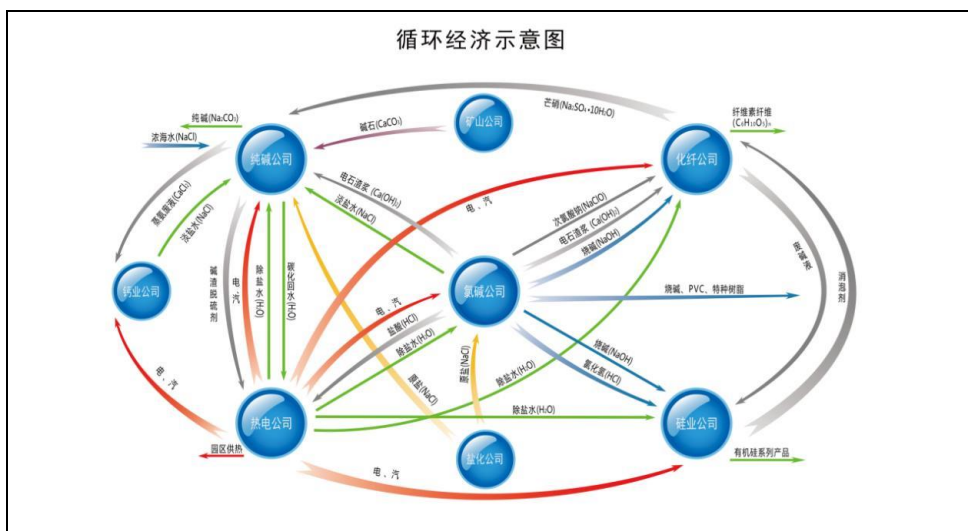 循环经济示意图
纯碱(Na₂CO₃)
浓海水(NaCl)
纯碱公司
碱石(CaCO₃)
矿山公司
芒硝(Na₂SO₄•10H₂O)
纤维素纤维
(C₆H₁₀O₅)ₙ
化纤公司
蒸氨废液(CaCl₂)
淡盐水(NaCl)
电石渣浆 (Ca(OH)₂)
淡盐水(NaCl)
电、汽
次氯酸钠(NaClO)
电石渣浆 (Ca(OH)₂)
烧碱(NaOH)
钙业公司
碱渣脱硫剂
电、汽
除盐水(H₂O)
碳化回水(H₂O)
氯碱公司
烧碱、PVC、特种树脂
废碱液
消泡剂
电、汽
盐酸(HCl)
除盐水(H₂O)
原盐(NaCl)
原盐(NaCl)
除盐水(H₂O)
烧碱(NaOH)
氯化氢(HCl)
电、汽
热电公司
除盐水(H₂O)
硅业公司
园区供热
盐化公司
有机硅系列产品
电、汽